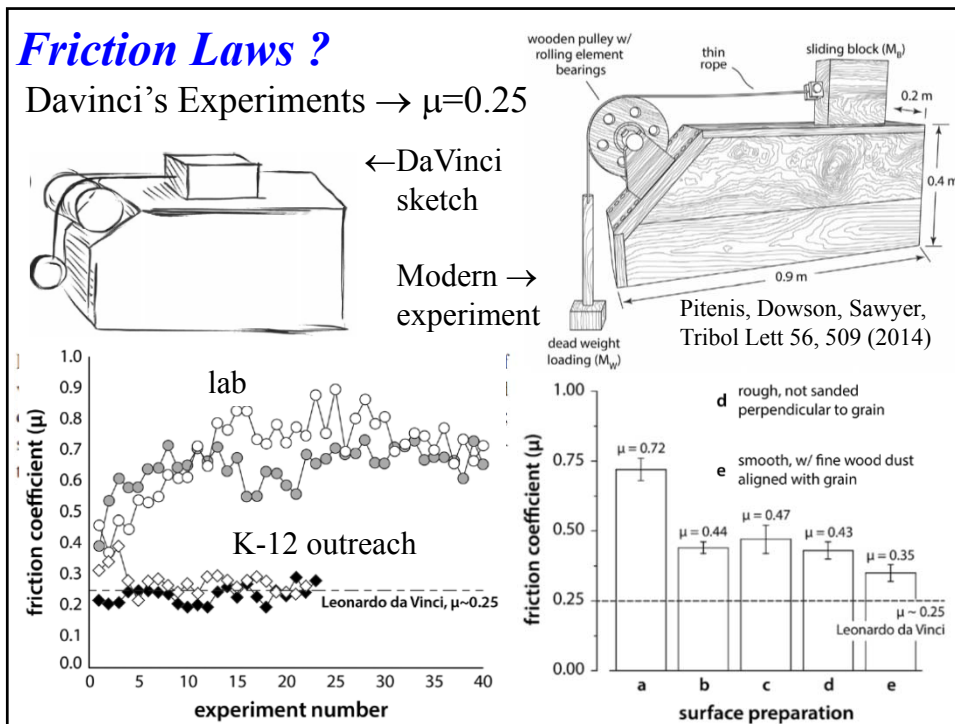 Friction Laws ?
Davinci's Experiments → μ=0.25
←DaVinci
sketch
Modern →
experiment
wooden pulley w/
rolling element
bearings
thin
rope
sliding block (M_B)
0.2 m
0.4 m
0.9 m
dead weight
loading (M_W)
Pitenis, Dowson, Sawyer,
Tribol Lett 56, 509 (2014)
friction coefficient (μ)
1.0
0.9
0.8
0.7
0.6
0.5
0.4
0.3
0.2
0.1
0.0
lab
K-12 outreach
Leonardo da Vinci, μ~0.25
0 5 10 15 20 25 30 35 40
experiment number
friction coefficient (μ)
1.00
0.75
0.50
0.25
0.00
d rough, not sanded
perpendicular to grain
e smooth, w/ fine wood dust
aligned with grain
μ = 0.72
μ = 0.44
μ = 0.47
μ = 0.43
μ = 0.35
μ ~ 0.25
Leonardo da Vinci
a b c d e
surface preparation